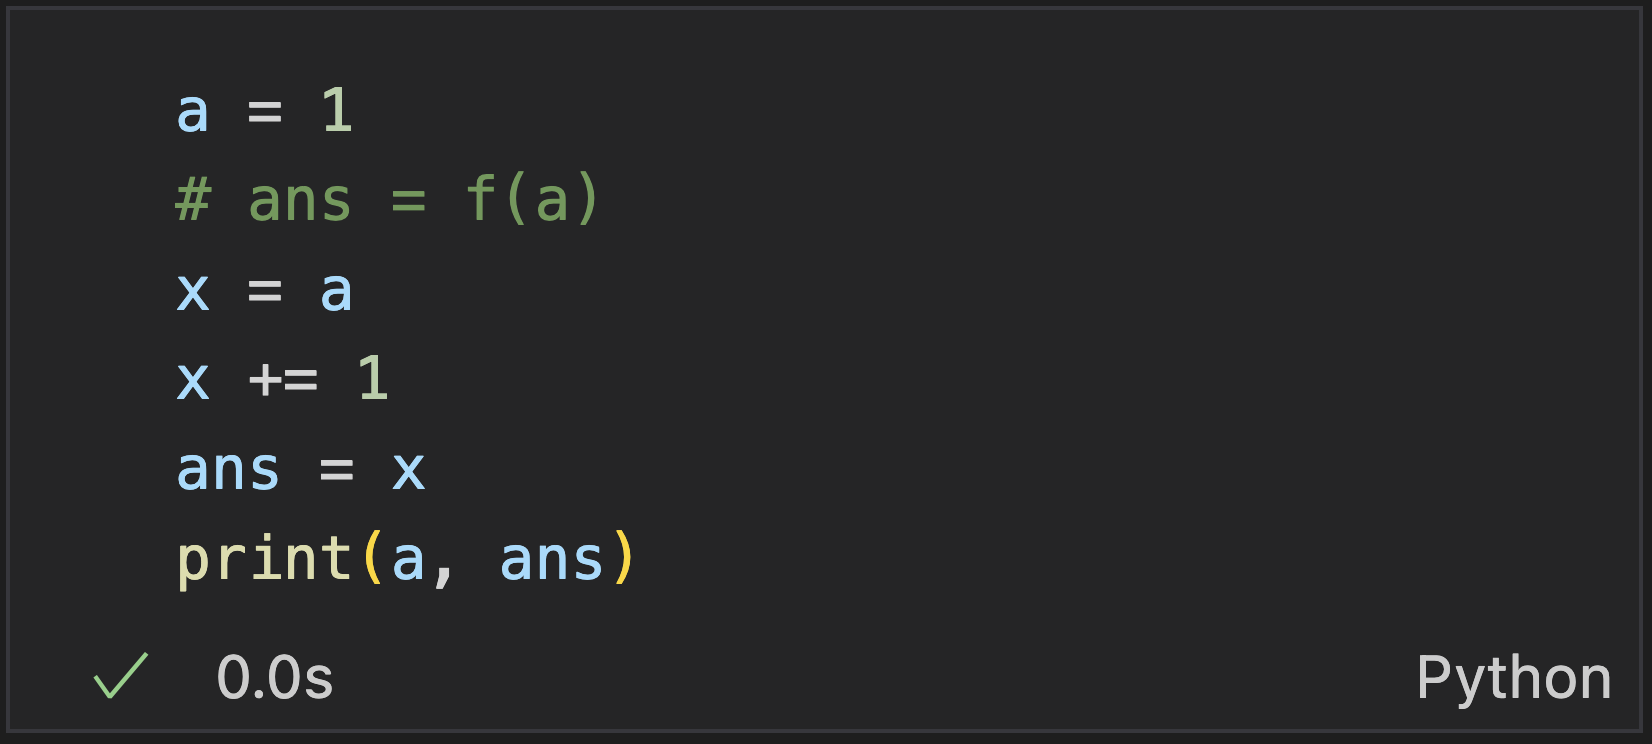 a = 1
# ans = f(a)
x = a
x += 1
ans = x
print(a, ans)
0.0s
Python